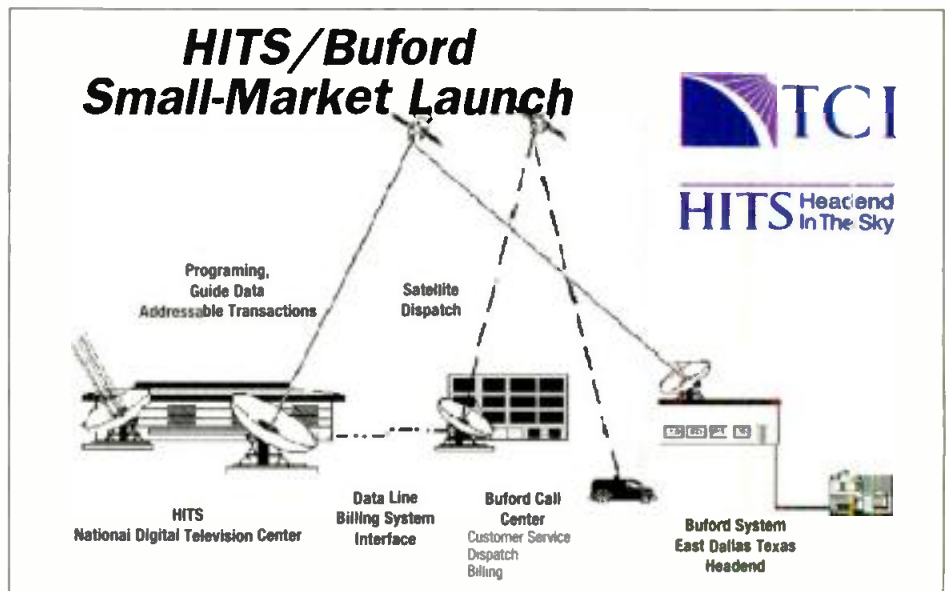 HITS/Buford
Small-Market Launch
TCI
HITS Headend
In The Sky
Programing,
Guide Data
Addressable Transactions
Satellite
Dispatch
HITS
National Digital Television Center
Data Line
Billing System
Interface
Buford Call
Center
Customer Service
Dispatch
Billing
Buford System
East Dallas Texas
Headend